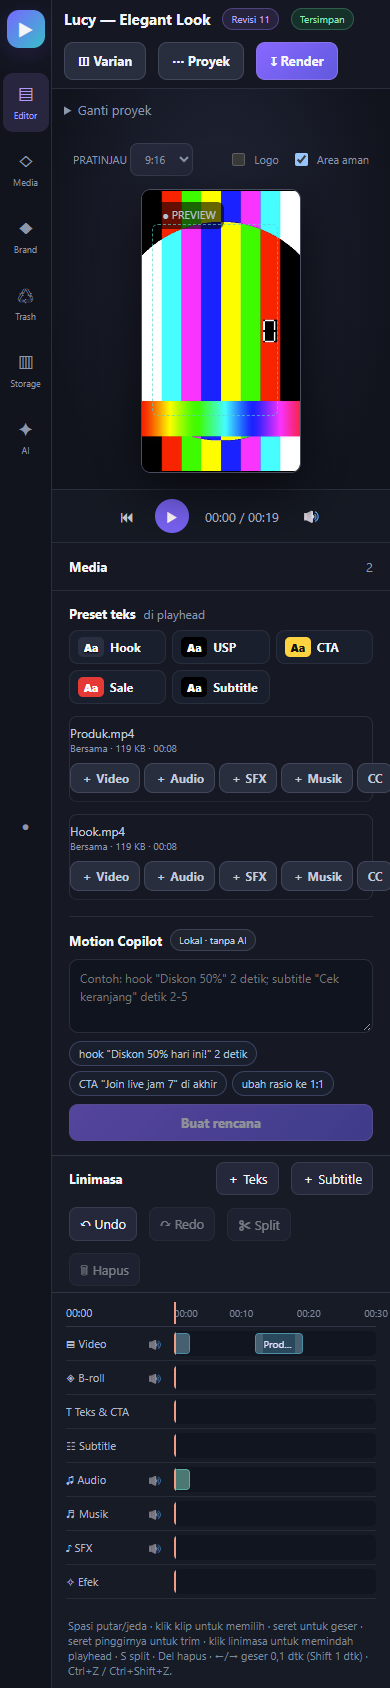 Lucy — Elegant Look
Revisi 11
Tersimpan
Varian
Proyek
Render
Editor
Media
Brand
Trash
Storage
AI
Ganti proyek
PRATINJAU
9:16
Logo
Area aman
PREVIEW
00:00 / 00:19
Media
2
Preset teks
di playhead
Aa Hook
Aa USP
Aa CTA
Aa Sale
Aa Subtitle
Produk.mp4
Bersama · 119 KB · 00:08
+ Video
+ Audio
+ SFX
+ Musik
CC
Hook.mp4
Bersama · 119 KB · 00:08
+ Video
+ Audio
+ SFX
+ Musik
CC
Motion Copilot
Lokal · tanpa AI
Contoh: hook "Diskon 50%" 2 detik; subtitle "Cek
keranjang" detik 2-5
hook "Diskon 50% hari ini!" 2 detik
CTA "Join live jam 7" di akhir
ubah rasio ke 1:1
Buat rencana
Linimasa
+ Teks
+ Subtitle
Undo
Redo
Split
Hapus
00:00
00:00
00:10
00:20
00:30
Video
Prod...
B-roll
T Teks & CTA
Subtitle
Audio
Musik
SFX
Efek
Spasi putar/jeda · klik klip untuk memilih · seret untuk geser ·
seret pinggirnya untuk trim · klik linimasa untuk memindah
playhead · S split · Del hapus · ←/→ geser 0,1 dtk (Shift 1 dtk) ·
Ctrl+Z / Ctrl+Shift+Z.